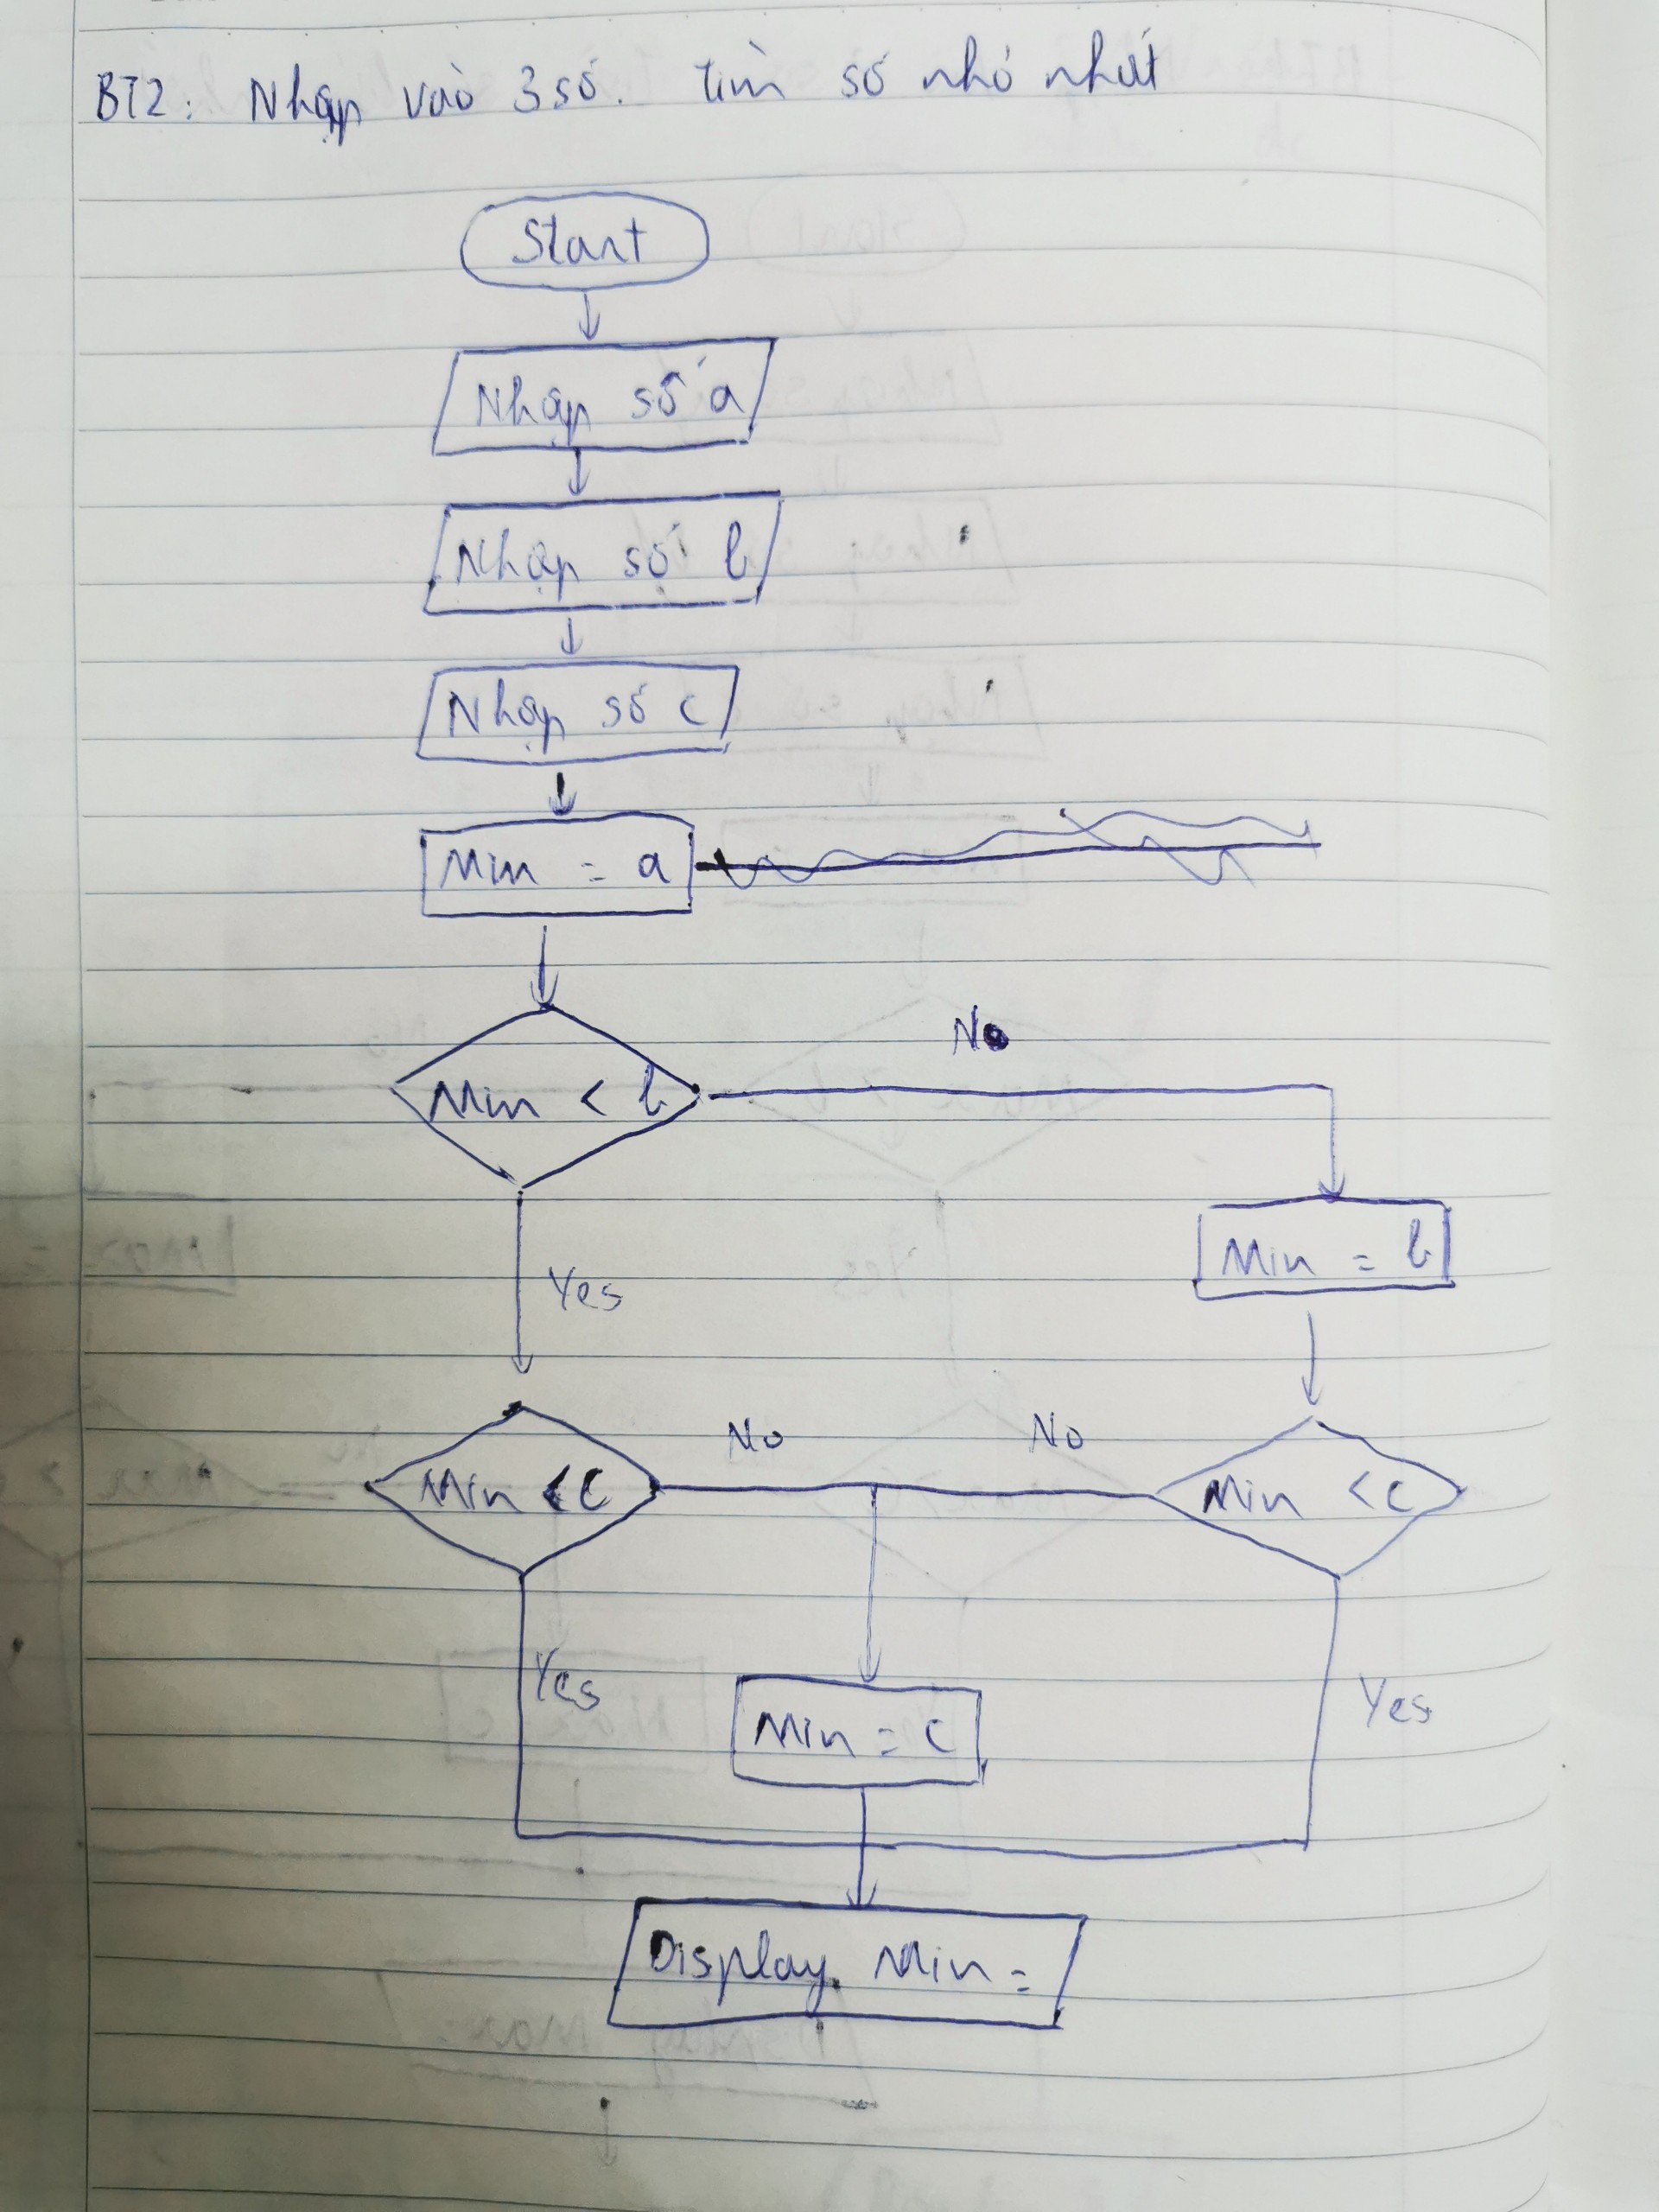 BT2: Nhập vào 3 số. Tìm số nhỏ nhất
Start
Nhập số a
Nhập số b
Nhập số c
Min = a
Min < b
No
Min = b
Yes
Min < c
No
No
Min < c
Yes
Min = c
Yes
Display Min =